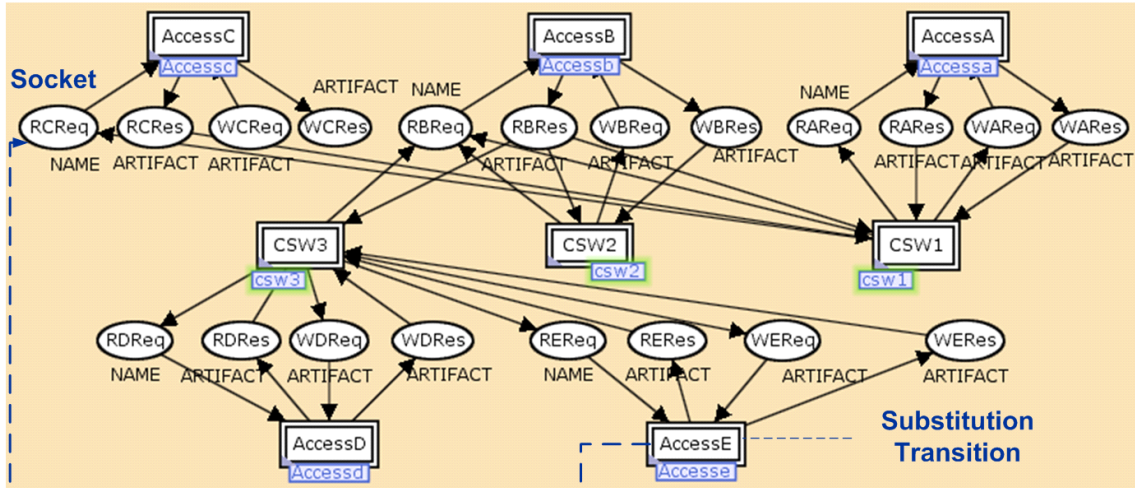 AccessC
AccessB
AccessA
Accessc
Accessb
Accessa
Socket
ARTIFACT
NAME
NAME
RCReq
RCRes
WCReq
WCRes
RBReq
RBRes
WBReq
WBRes
RAReq
RARes
WAReq
WARes
NAME
ARTIFACT
ARTIFACT
ARTIFACT
ARTIFACT
ARTIFACT
ARTIFACT
ARTIFACT
ARTIFACT
CSW3
CSW2
CSW1
csw3
csw2
csw1
RDReq
RDRes
WDReq
WDRes
REReq
RERes
WEReq
WERes
NAME
ARTIFACT
ARTIFACT
ARTIFACT
NAME
ARTIFACT
ARTIFACT
ARTIFACT
AccessD
AccessE
Accessd
Accesse
Substitution
Transition